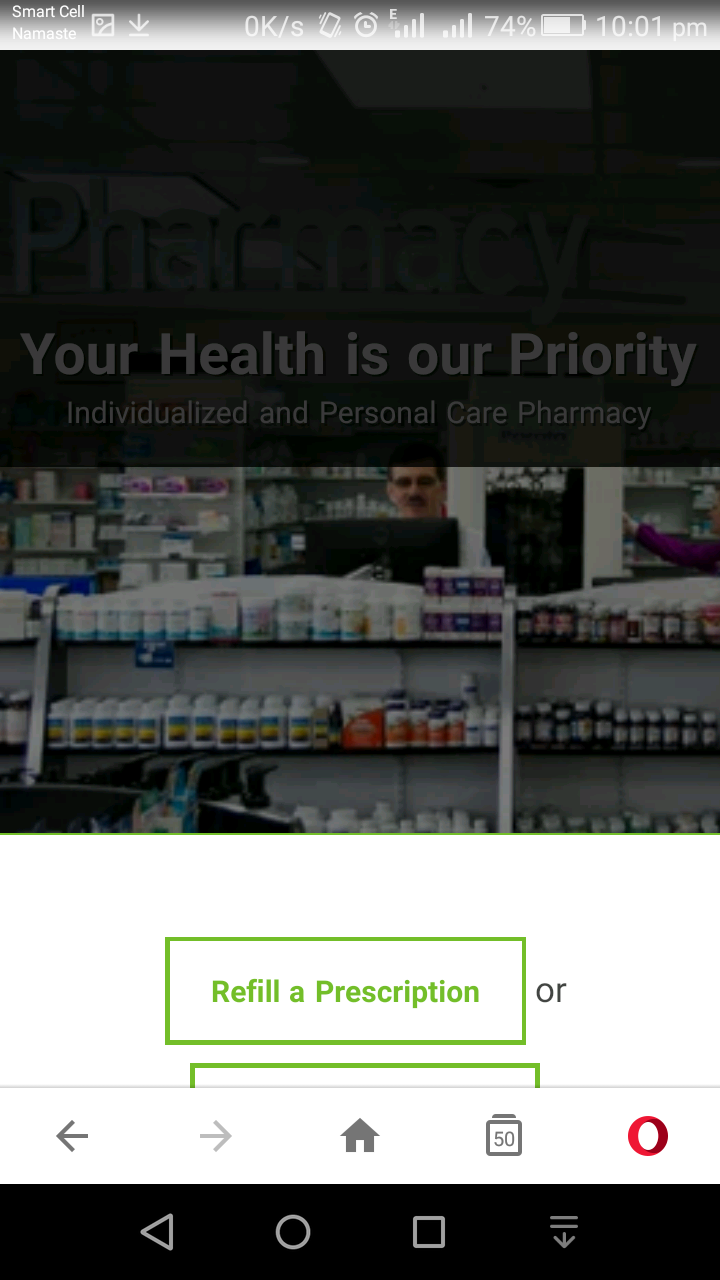 Smart Cell
Namaste
0K/s
E
74%
10:01 pm
Pharmacy
Your Health is our Priority
Individualized and Personal Care Pharmacy
Refill a Prescription
or
50